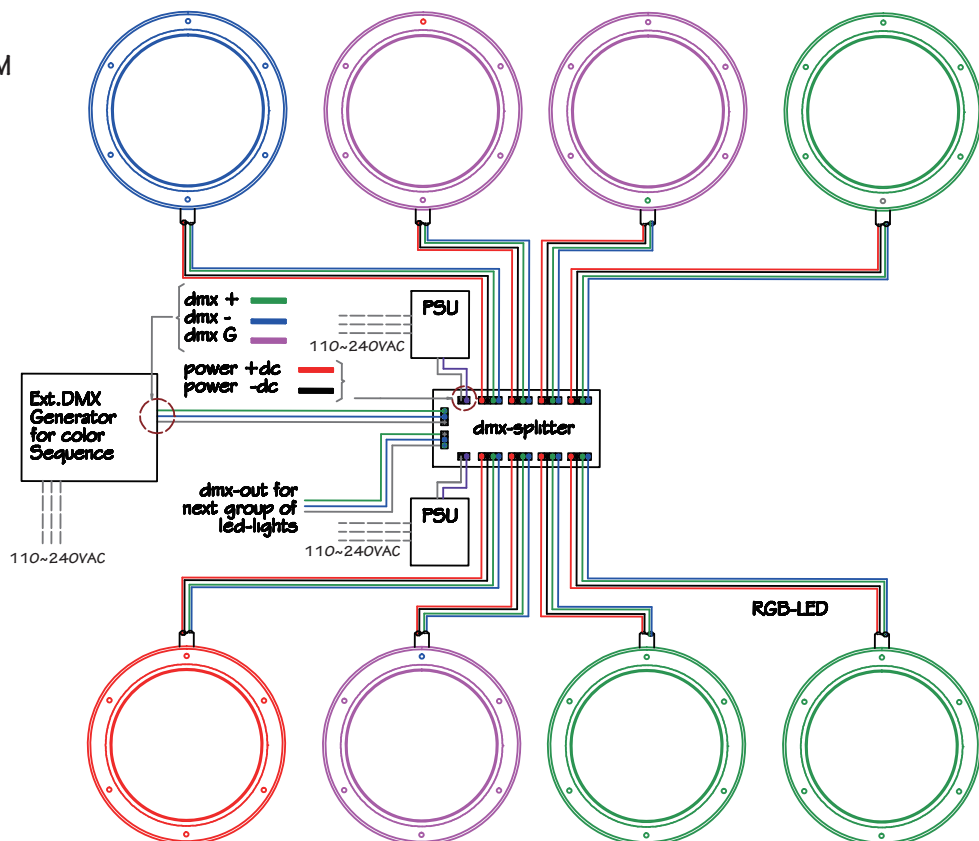 M
dmx +
dmx -
dmx G
PSU
110~240VAC
power +dc
power -dc
Ext.DMX
Generator
for color
Sequence
dmx-splitter
dmx-out for
next group of
led-lights
PSU
110~240VAC
110~240VAC
RGB-LED